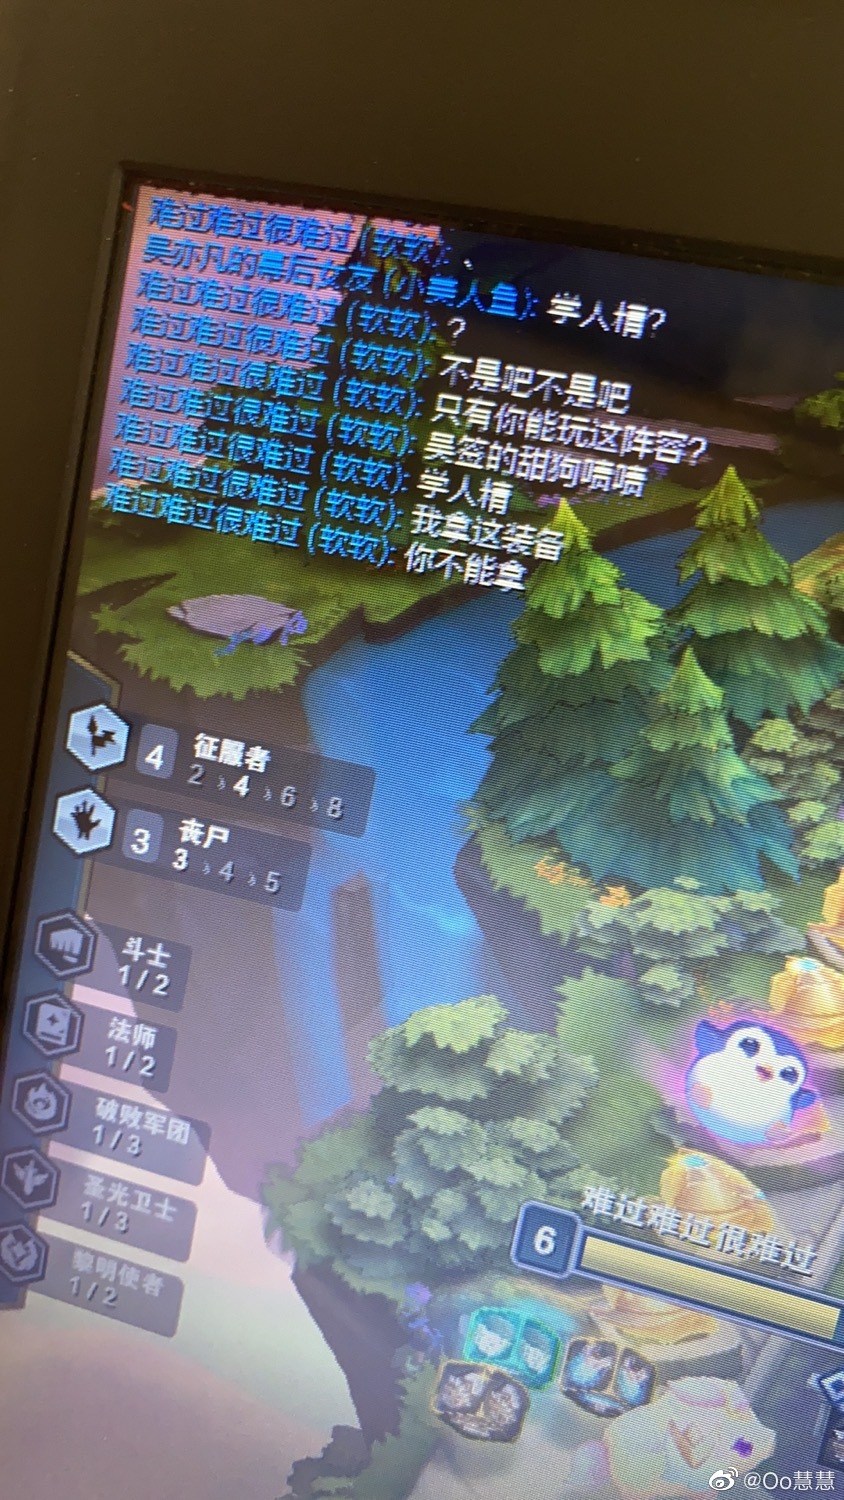 难过难过很难过 (软软): 、
吴亦凡的幕后女友 (小美人鱼): 学人精?
难过难过很难过 (软软): ?
难过难过很难过 (软软): 不是吧不是吧
难过难过很难过 (软软): 只有你能玩这阵容?
难过难过很难过 (软软): 吴签的甜狗啧啧
难过难过很难过 (软软): 学人精
难过难过很难过 (软软): 我拿这装备
难过难过很难过 (软软): 你不能拿
4 征服者
2 › 4 › 6 › 8
3 丧尸
3 › 4 › 5
斗士
1 / 2
法师
1 / 2
破败军团
1 / 3
圣光卫士
1 / 3
黎明使者
1 / 2
难过难过很难过
6
@Oo慧慧